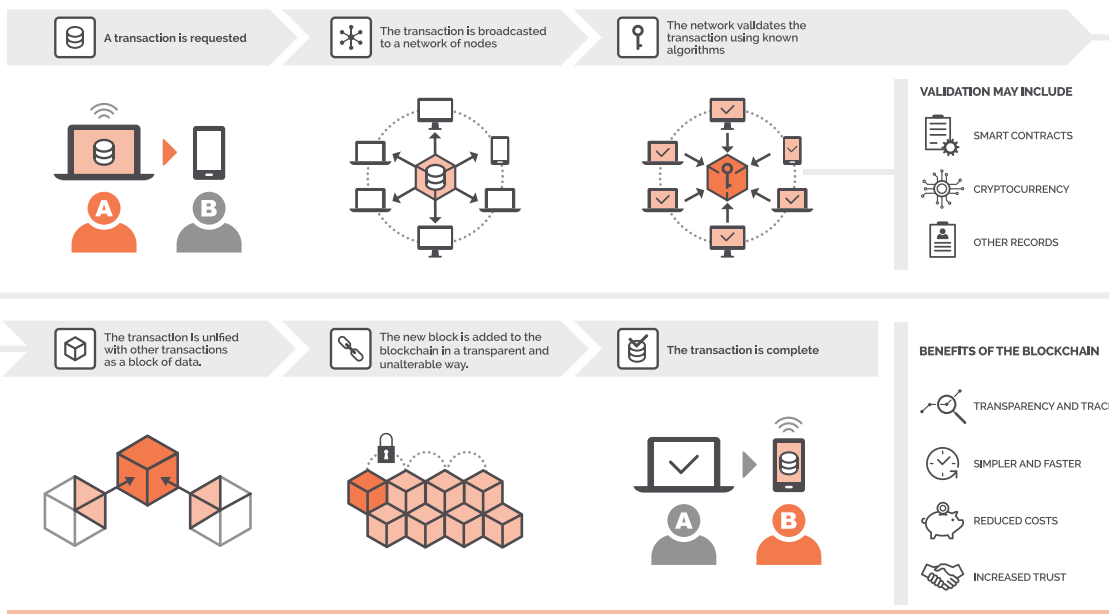 A transaction is requested
The transaction is broadcasted
to a network of nodes
The network validates the
transaction using known
algorithms
VALIDATION MAY INCLUDE
SMART CONTRACTS
CRYPTOCURRENCY
OTHER RECORDS
A
B
The transaction is unified
with other transactions
as a block of data.
The new block is added to the
blockchain in a transparent and
unalterable way.
The transaction is complete
BENEFITS OF THE BLOCKCHAIN
TRANSPARENCY AND
SIMPLER AND FASTER
REDUCED COSTS
INCREASED TRUST
A
B